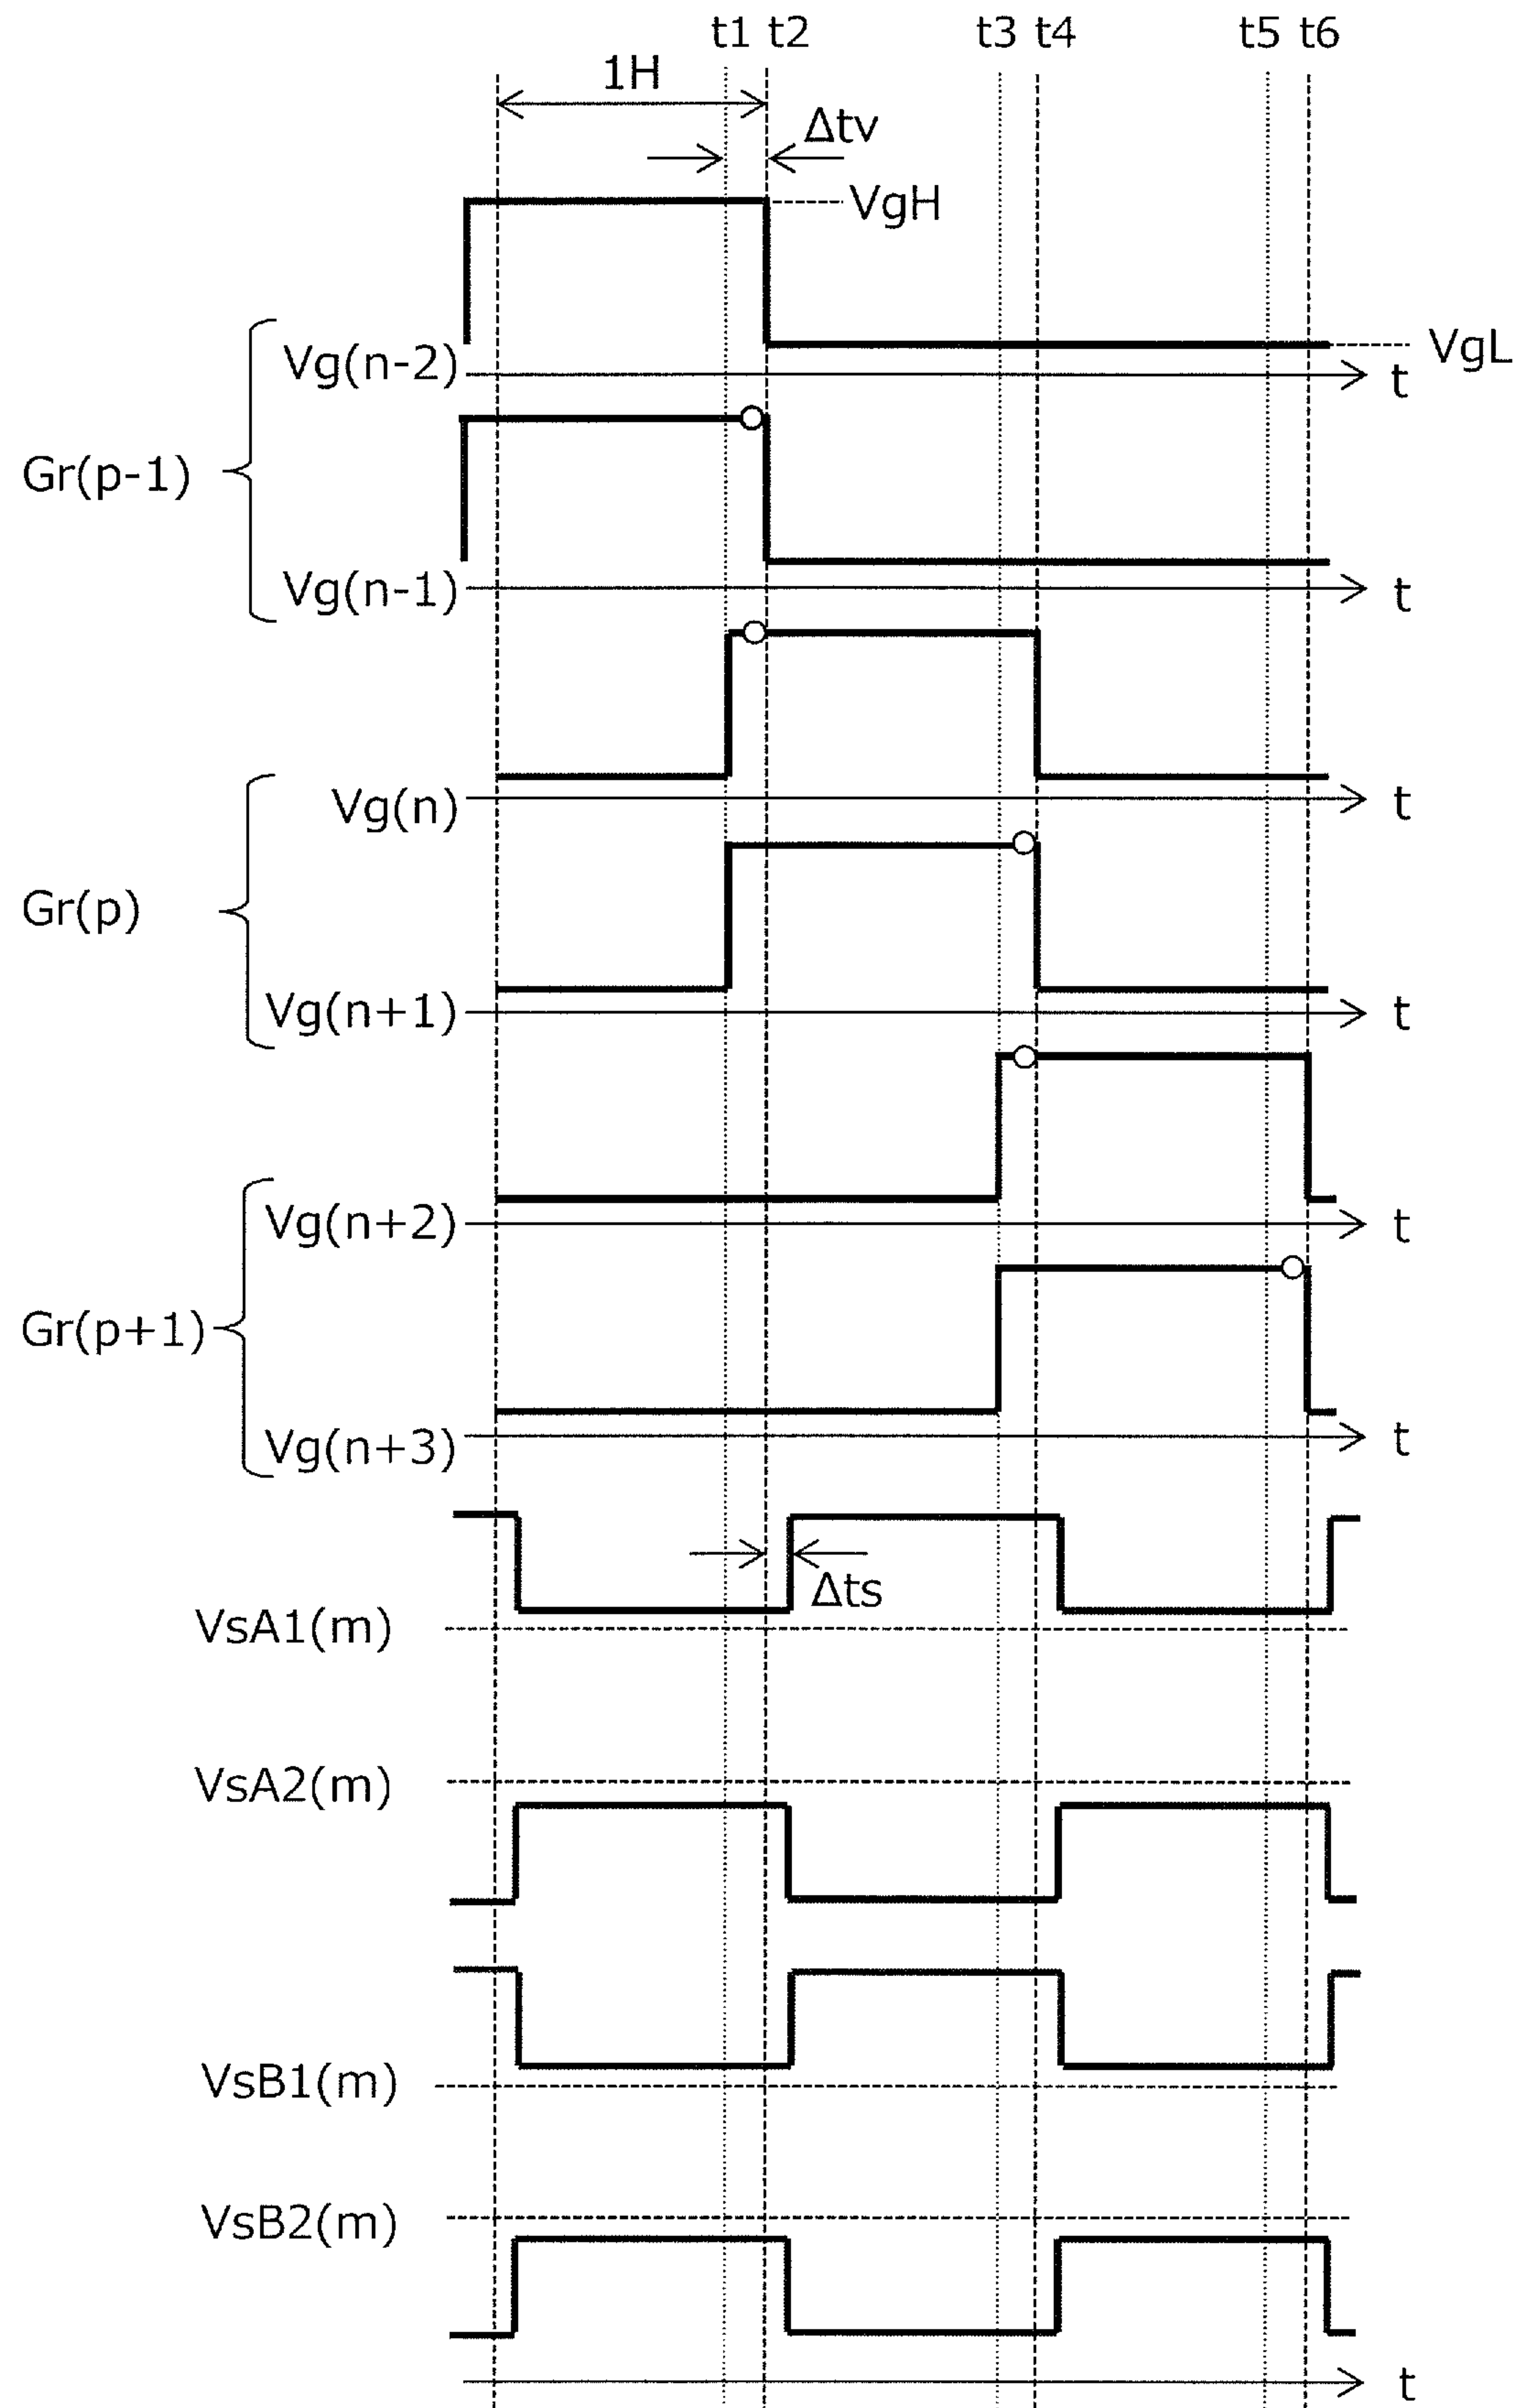 t1 t2 t3 t4 t5 t6
1H
Δtv
VgH
VgL
Vg(n-2)
t
Gr(p-1)
Vg(n-1)
t
Vg(n)
t
Gr(p)
Vg(n+1)
t
Vg(n+2)
t
Gr(p+1)
Vg(n+3)
t
Δts
VsA1(m)
VsA2(m)
VsB1(m)
VsB2(m)
t